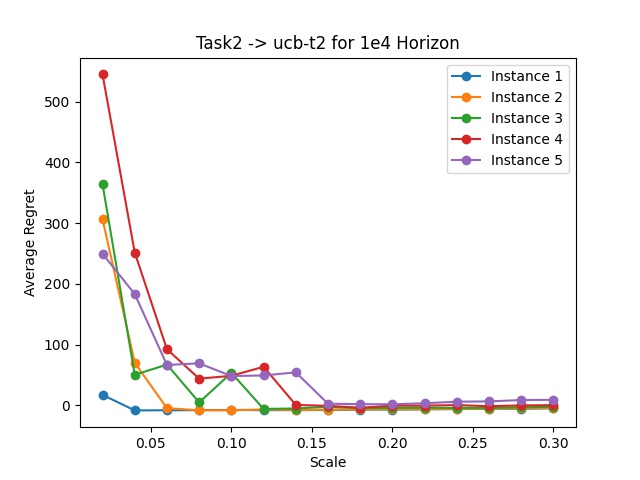 Task2 -> ucb-t2 for 1e4 Horizon
Instance 1
Instance 2
Instance 3
Instance 4
Instance 5
Average Regret
500
400
300
200
100
0
0.05 0.10 0.15 0.20 0.25 0.30
Scale